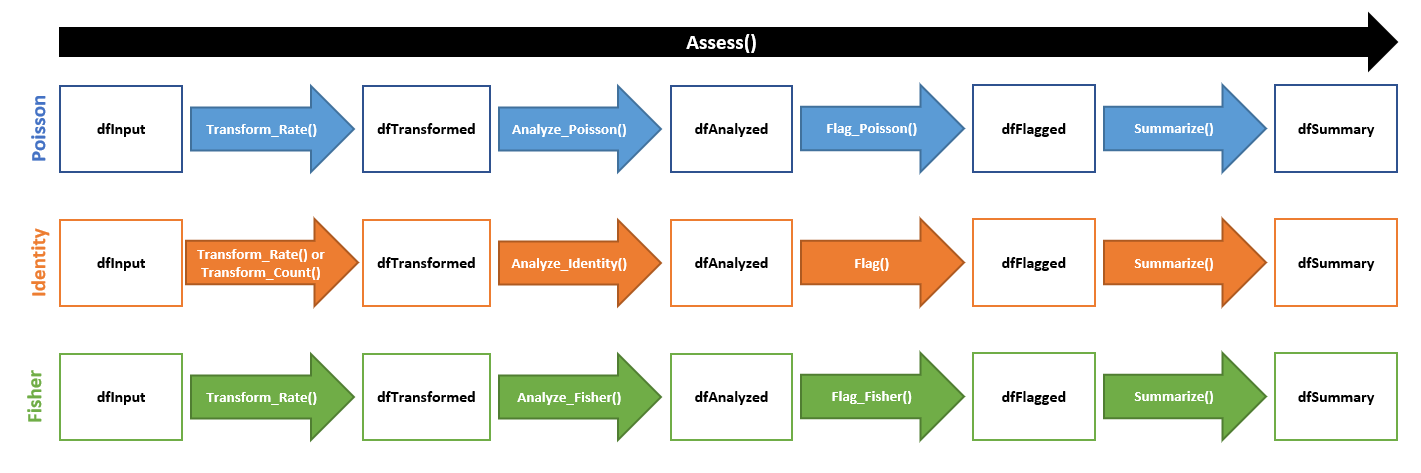 Assess()
Poisson
dfInput
Transform_Rate()
dfTransformed
Analyze_Poisson()
dfAnalyzed
Flag_Poisson()
dfFlagged
Summarize()
dfSummary
Identity
dfInput
Transform_Rate() or
Transform_Count()
dfTransformed
Analyze_Identity()
dfAnalyzed
Flag()
dfFlagged
Summarize()
dfSummary
Fisher
dfInput
Transform_Rate()
dfTransformed
Analyze_Fisher()
dfAnalyzed
Flag_Fisher()
dfFlagged
Summarize()
dfSummary